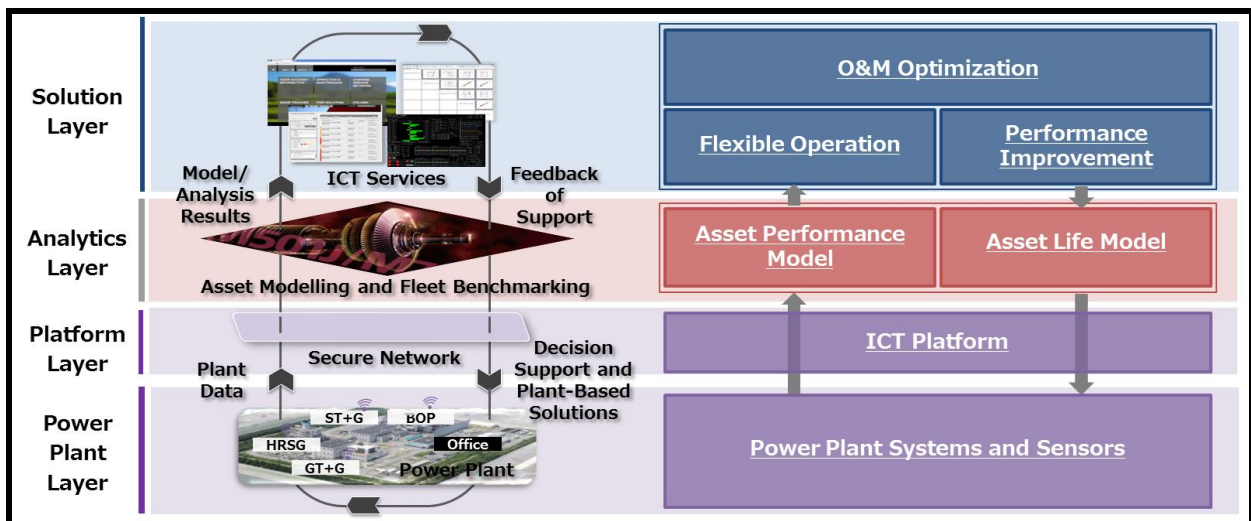 Solution
Layer
ICT Services
Model/
Analysis
Results
Feedback
of
Support
O&M Optimization
Flexible Operation
Performance
Improvement
Analytics
Layer
Asset Modelling and Fleet Benchmarking
Asset Performance
Model
Asset Life Model
Platform
Layer
Secure Network
Plant
Data
Decision
Support and
Plant-Based
Solutions
ICT Platform
Power
Plant
Layer
ST+G
BOP
HRSG
Office
GT+G
Power Plant
Power Plant Systems and Sensors